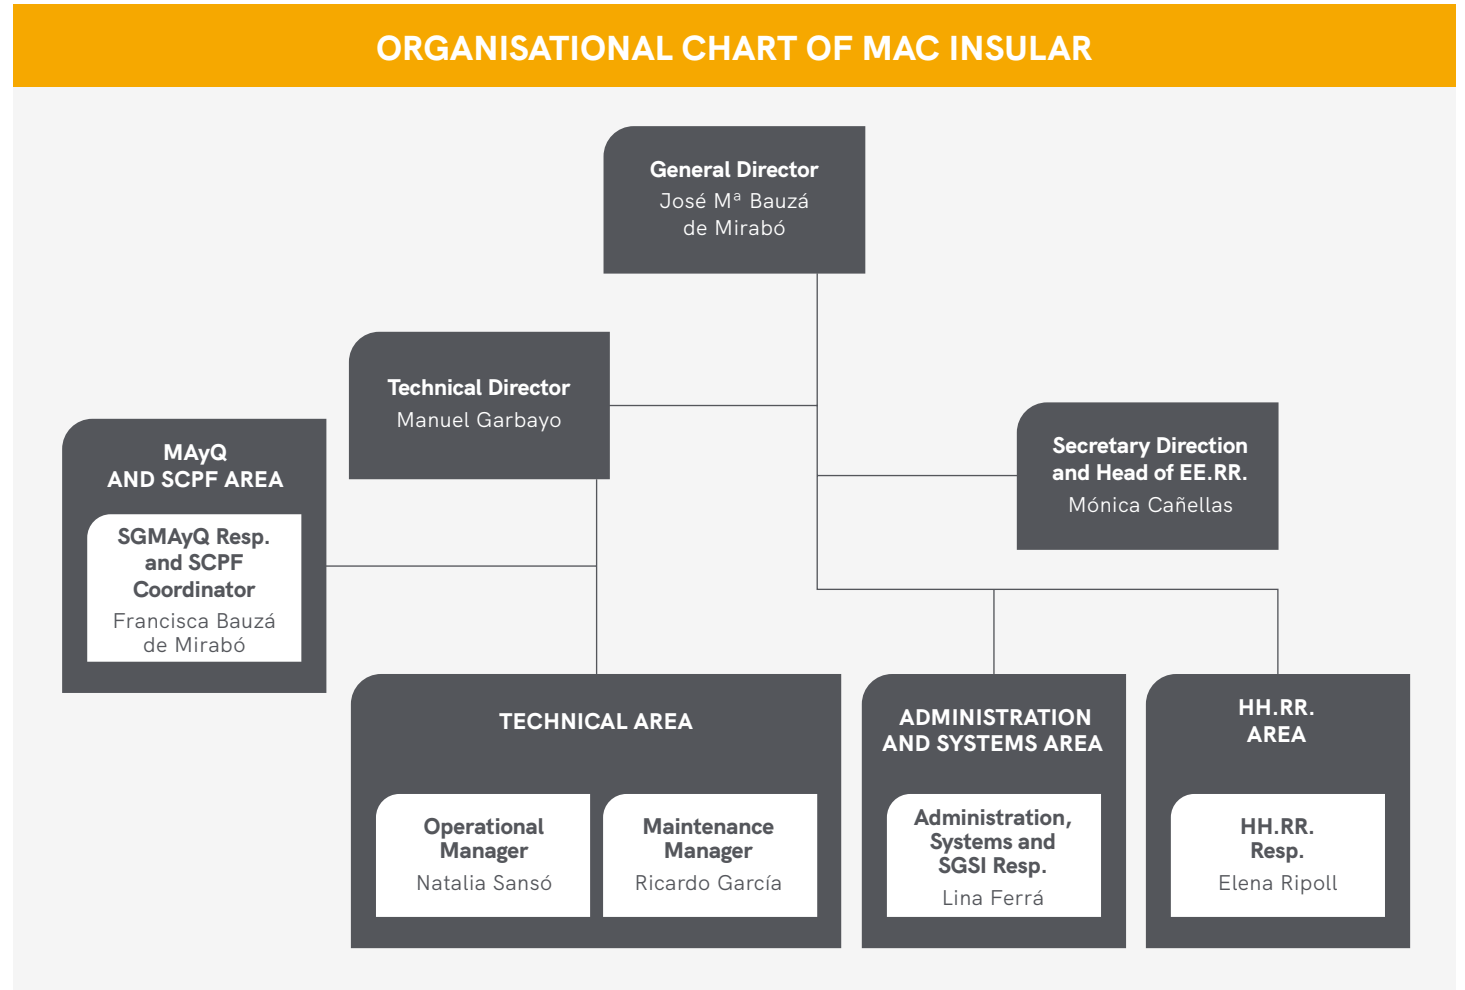 ORGANISATIONAL CHART OF MAC INSULAR
General Director
José Mª Bauzá
de Mirabó
Technical Director
Manuel Garbayo
Secretary Direction
and Head of EE.RR.
Mónica Cañellas
MAyQ
AND SCPF AREA
SGMAyQ Resp.
and SCPF
Coordinator
Francisca Bauzá
de Mirabó
TECHNICAL AREA
Operational
Manager
Natalia Sansó
Maintenance
Manager
Ricardo García
ADMINISTRATION
AND SYSTEMS AREA
Administration,
Systems and
SGSI Resp.
Lina Ferrá
HH.RR.
AREA
HH.RR.
Resp.
Elena Ripoll